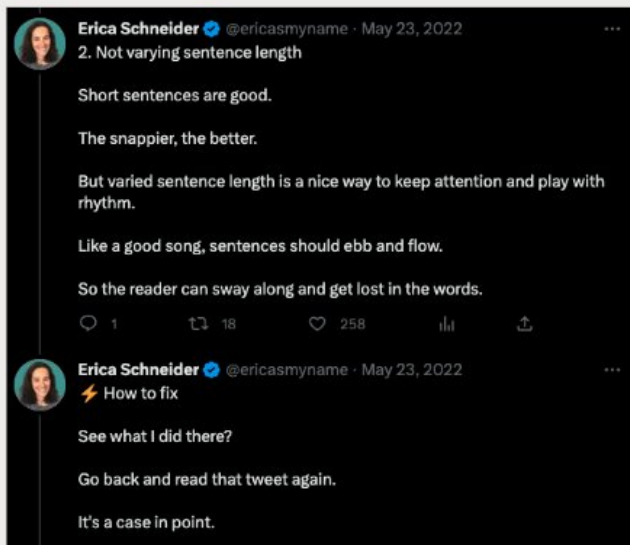 Erica Schneider @ericasmyname · May 23, 2022 ...
2. Not varying sentence length
Short sentences are good.
The snappier, the better.
But varied sentence length is a nice way to keep attention and play with
rhythm.
Like a good song, sentences should ebb and flow.
So the reader can sway along and get lost in the words.
1 18 258
Erica Schneider @ericasmyname · May 23, 2022 ...
⚡ How to fix
See what I did there?
Go back and read that tweet again.
It's a case in point.